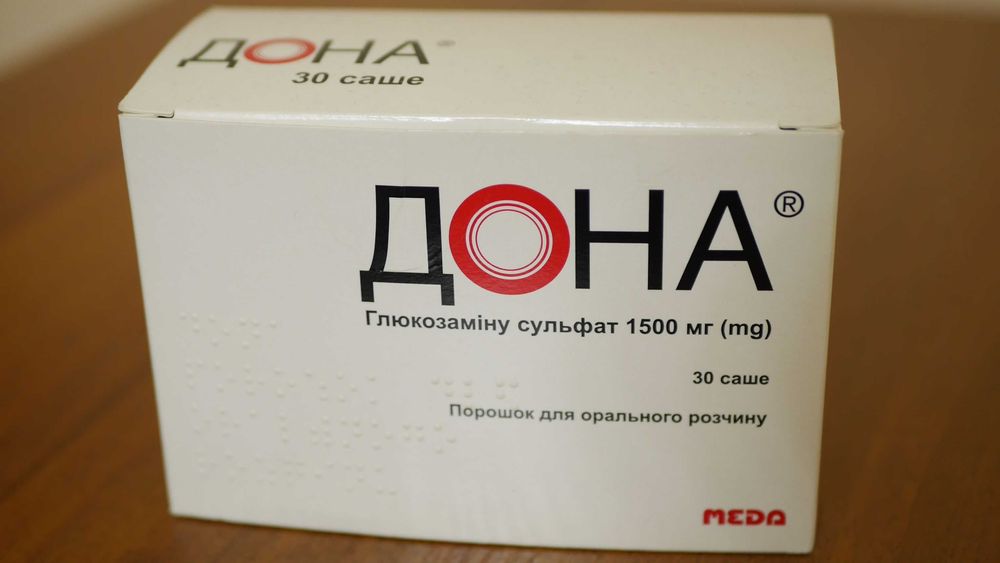 ДОНА®
30 саше
ДОНА®
Глюкозаміну сульфат 1500 мг (mg)
30 саше
Порошок для орального розчину
MEDA